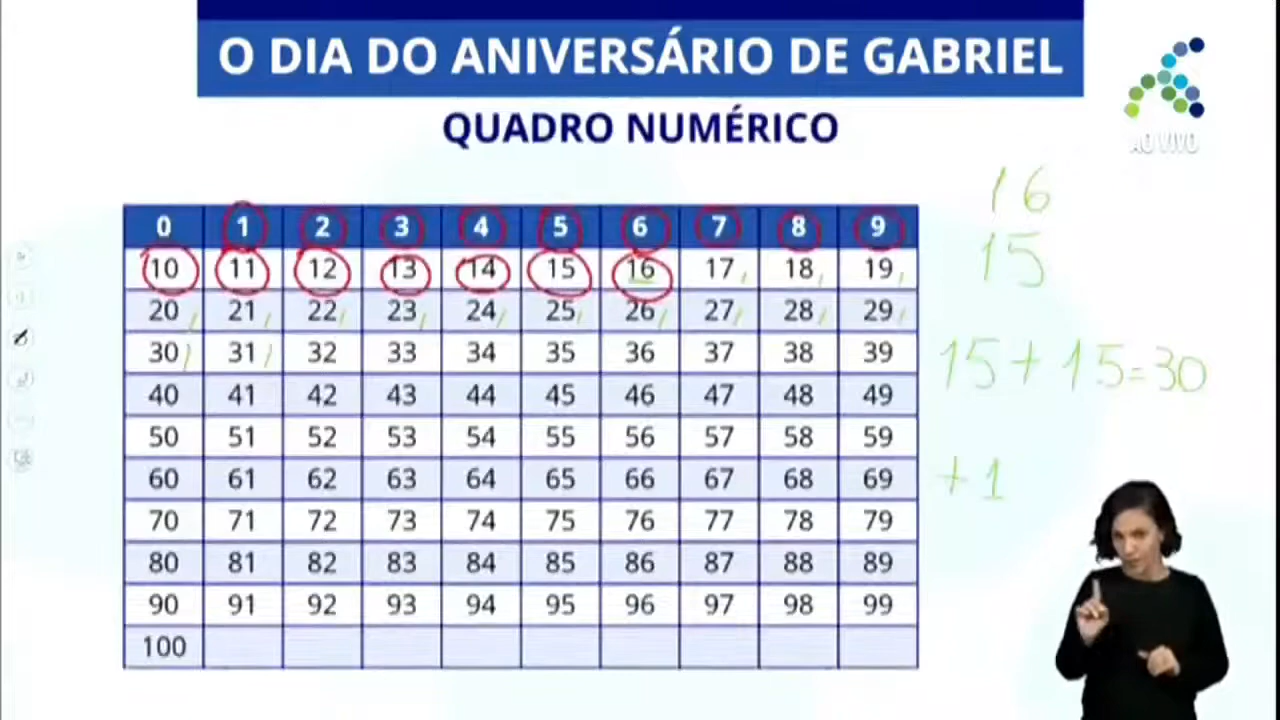 O DIA DO ANIVERSÁRIO DE GABRIEL
QUADRO NUMÉRICO
AO VIVO
0 1 2 3 4 5 6 7 8 9
10 11 12 13 14 15 16 17 18 19
20 21 22 23 24 25 26 27 28 29
30 31 32 33 34 35 36 37 38 39
40 41 42 43 44 45 46 47 48 49
50 51 52 53 54 55 56 57 58 59
60 61 62 63 64 65 66 67 68 69
70 71 72 73 74 75 76 77 78 79
80 81 82 83 84 85 86 87 88 89
90 91 92 93 94 95 96 97 98 99
100
16
15
15+15=30
+1